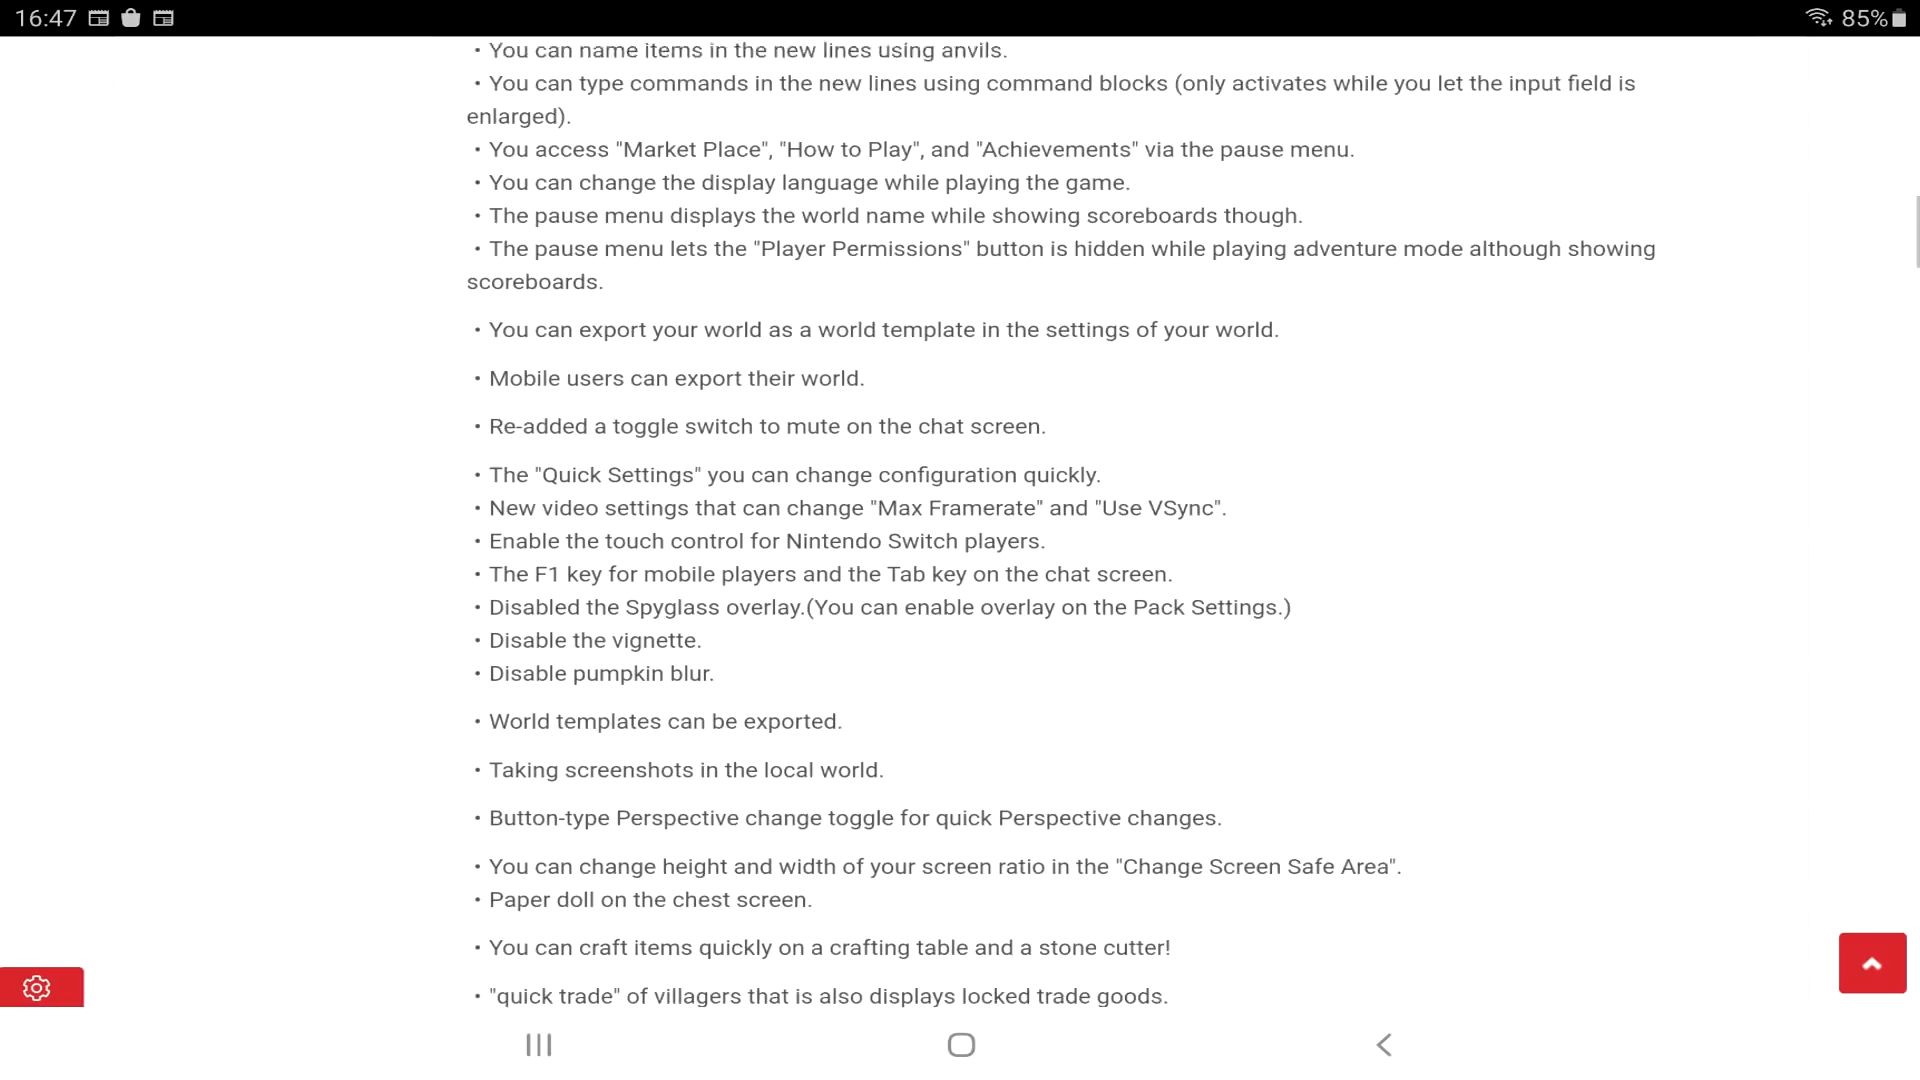 16:47
85%
• You can name items in the new lines using anvils.
• You can type commands in the new lines using command blocks (only activates while you let the input field is
enlarged).
• You access "Market Place", "How to Play", and "Achievements" via the pause menu.
• You can change the display language while playing the game.
• The pause menu displays the world name while showing scoreboards though.
• The pause menu lets the "Player Permissions" button is hidden while playing adventure mode although showing
scoreboards.
• You can export your world as a world template in the settings of your world.
• Mobile users can export their world.
• Re-added a toggle switch to mute on the chat screen.
• The "Quick Settings" you can change configuration quickly.
• New video settings that can change "Max Framerate" and "Use VSync".
• Enable the touch control for Nintendo Switch players.
• The F1 key for mobile players and the Tab key on the chat screen.
• Disabled the Spyglass overlay.(You can enable overlay on the Pack Settings.)
• Disable the vignette.
• Disable pumpkin blur.
• World templates can be exported.
• Taking screenshots in the local world.
• Button-type Perspective change toggle for quick Perspective changes.
• You can change height and width of your screen ratio in the "Change Screen Safe Area".
• Paper doll on the chest screen.
• You can craft items quickly on a crafting table and a stone cutter!
• "quick trade" of villagers that is also displays locked trade goods.